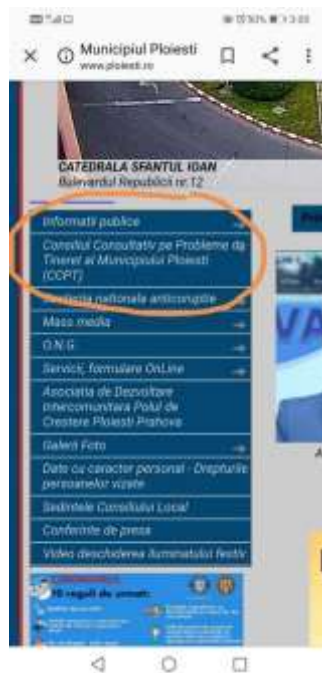 Municipiul Ploiesti
www.ploiesti.ro
CATEDRALA SFANTUL IOAN
Bulevardul Republicii nr.12
Informatii publice
Consiliul Consultativ pe Probleme de
Tineret al Municipiului Ploiesti
(CCPT)
nationala anticoruptie
Mass media
O.N.G.
Servicii, formulare OnLine
Asociatia de Dezvoltare
Intercomunitara Polul de
Crestere Ploiesti Prahova
Galerii Foto
Date cu caracter personal - Drepturile
persoanelor vizate
Sedintele Consiliului Local
Conferinte de presa
Video deschiderea iluminatului festiv
10 reguli de urmat: